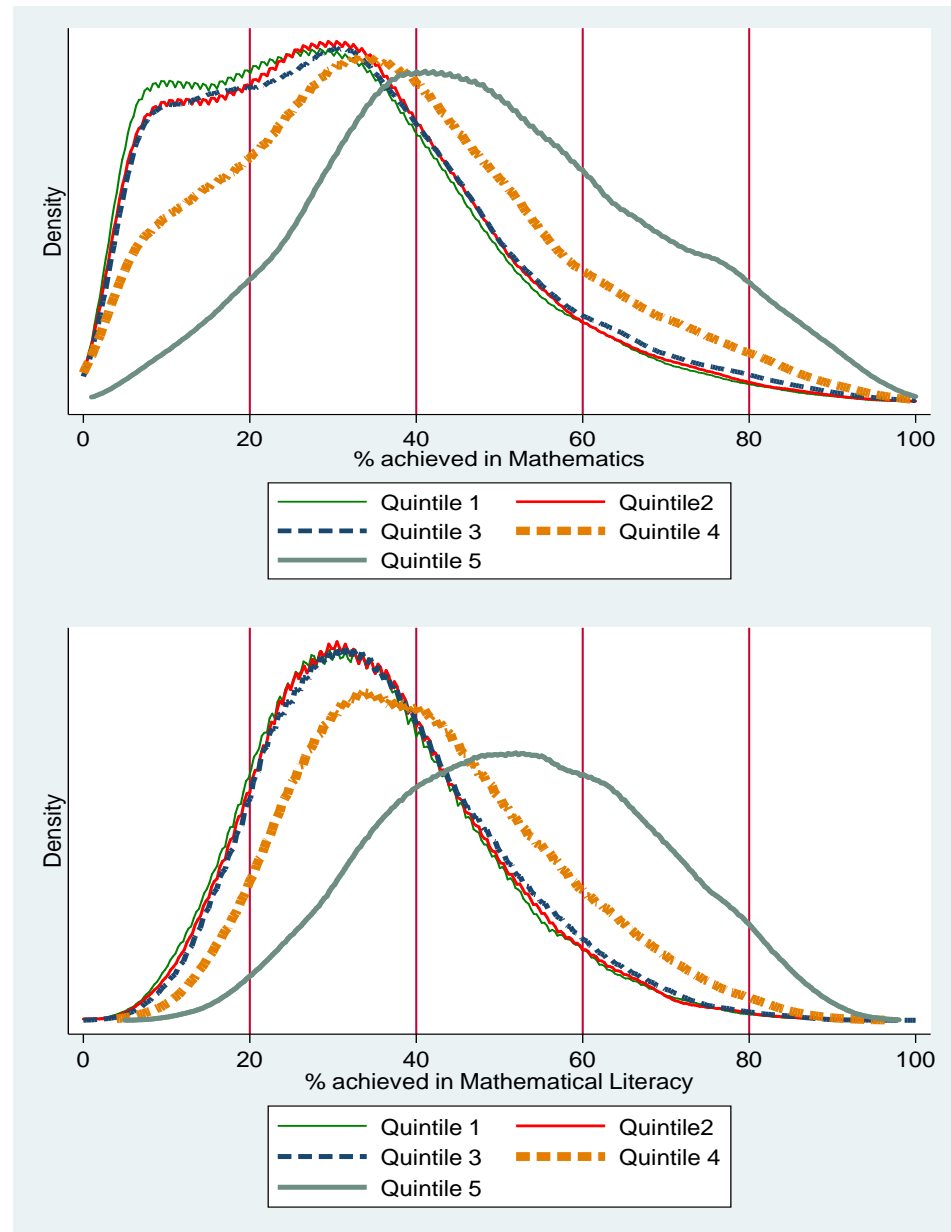 Density
0 20 40 60 80 100
% achieved in Mathematics
Quintile 1 Quintile2
Quintile 3 Quintile 4
Quintile 5
Density
0 20 40 60 80 100
% achieved in Mathematical Literacy
Quintile 1 Quintile2
Quintile 3 Quintile 4
Quintile 5